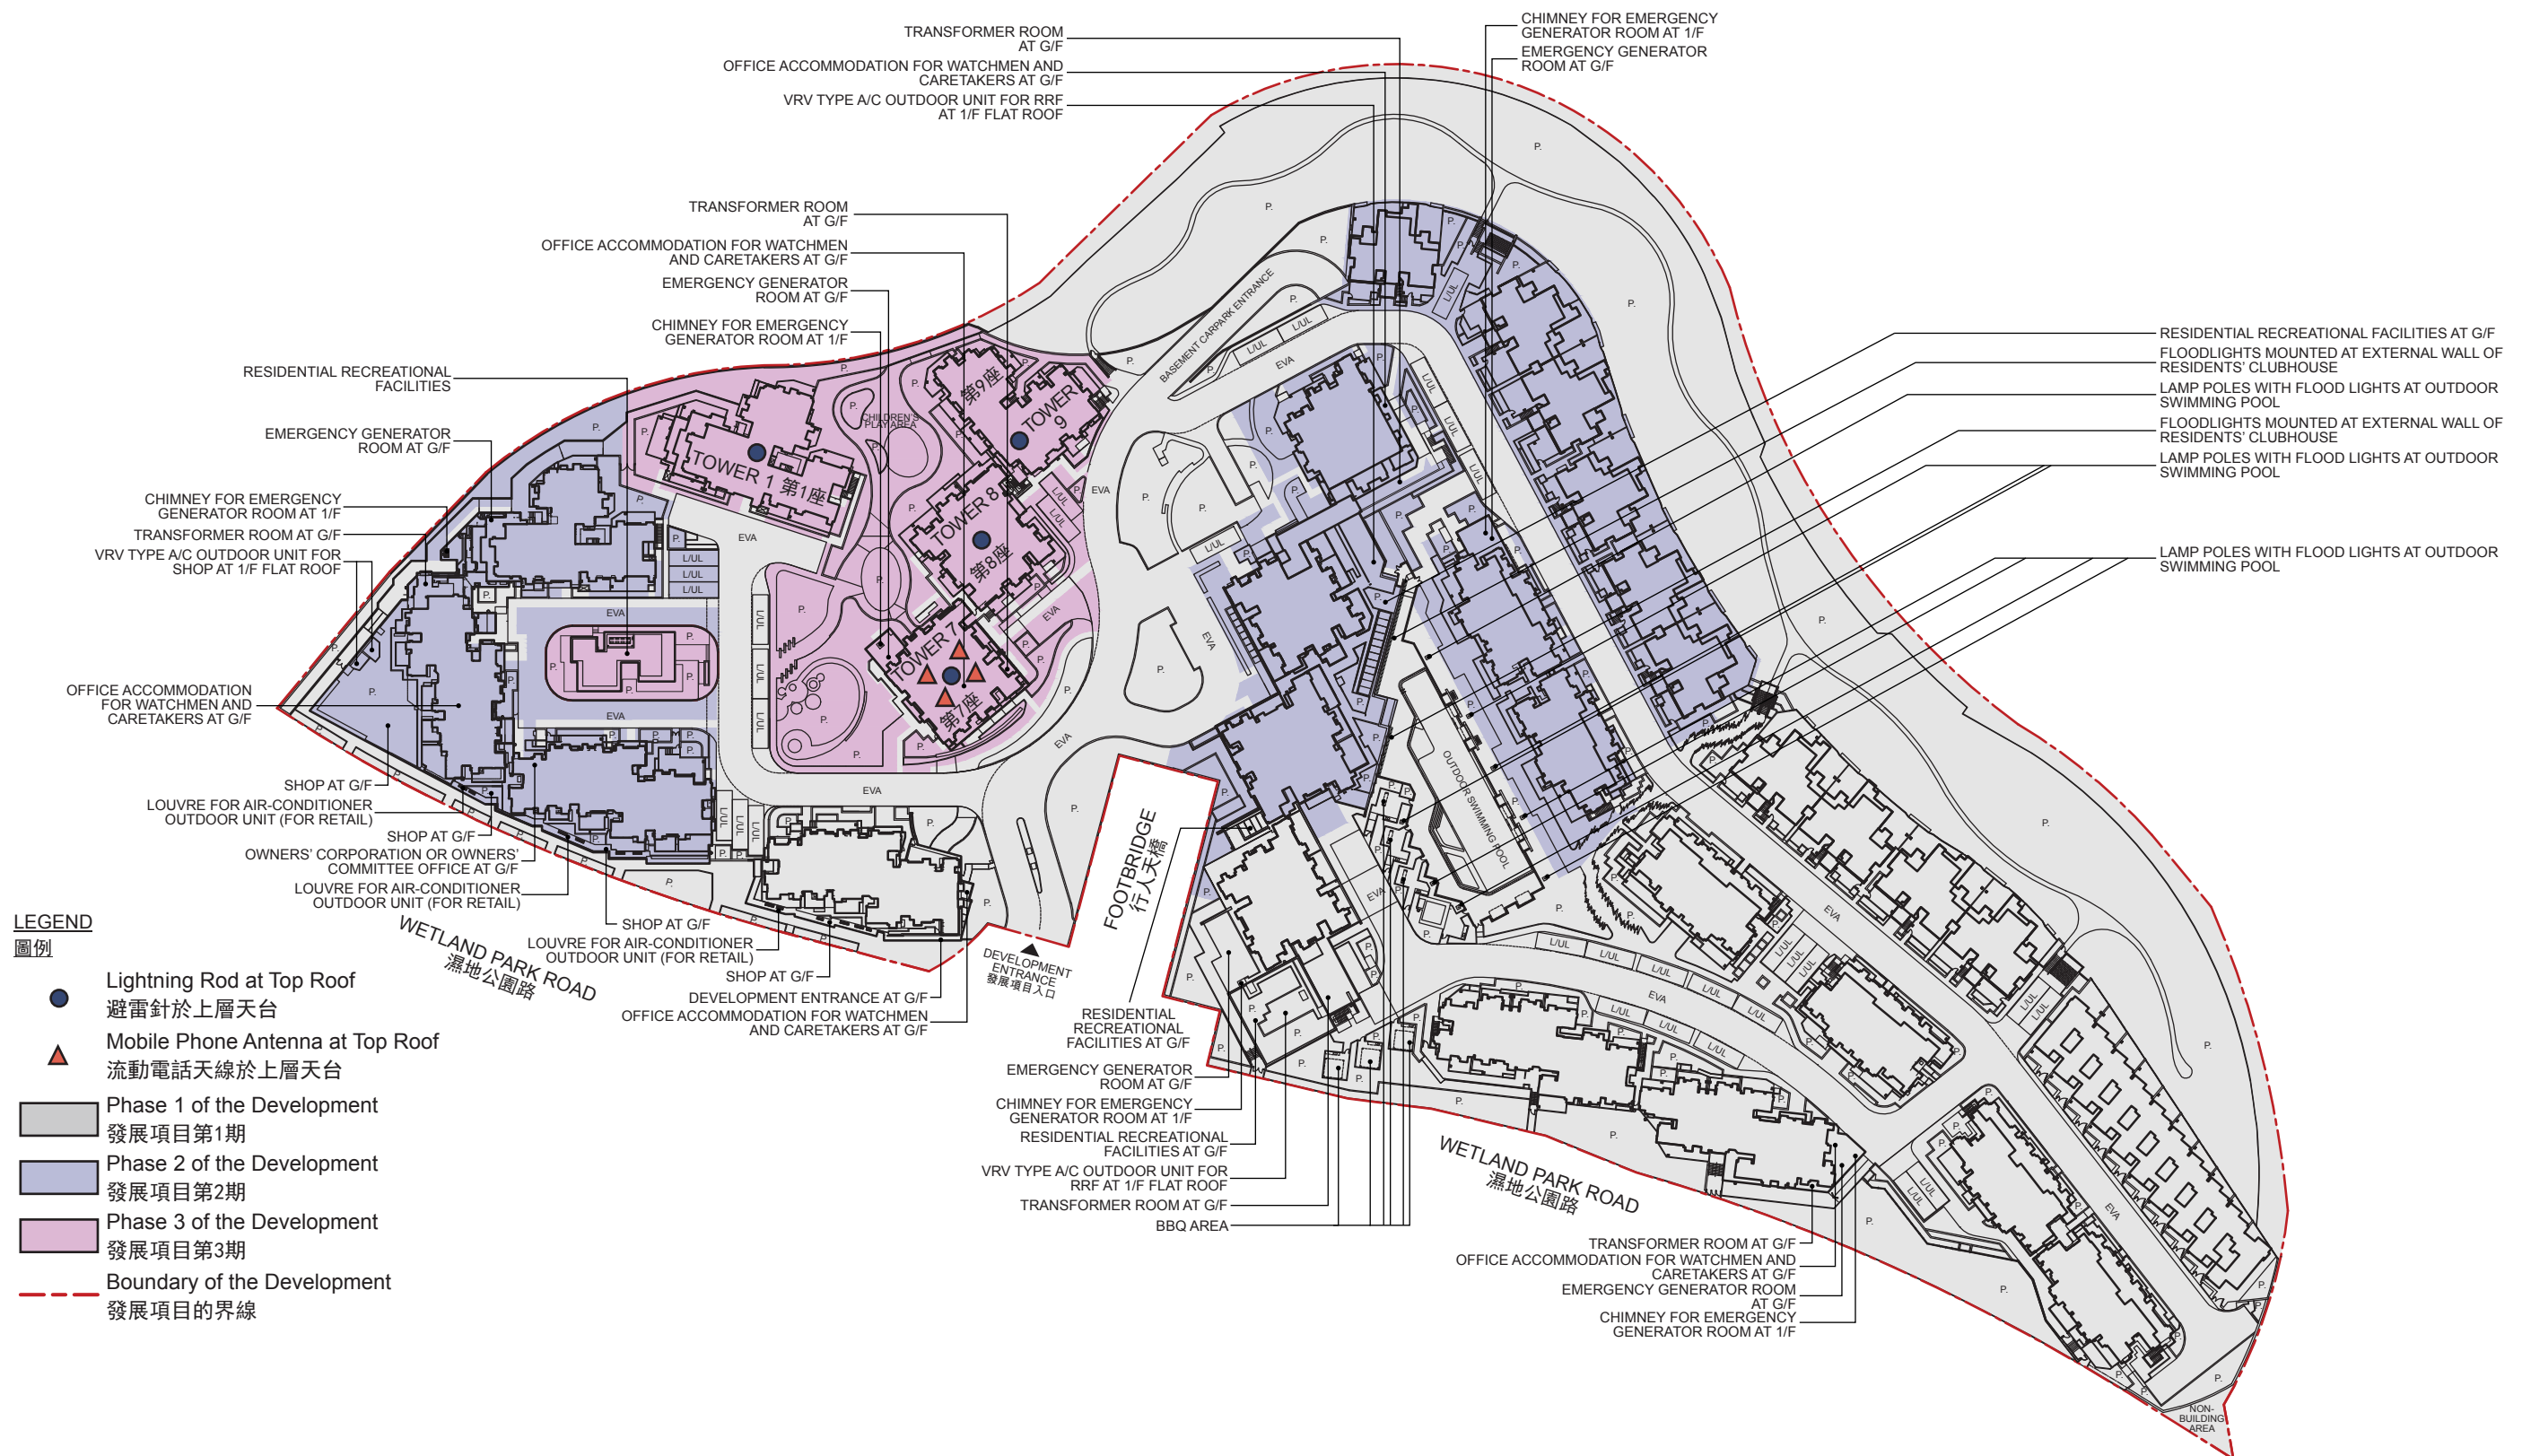 TRANSFORMER ROOM
AT G/F
OFFICE ACCOMMODATION FOR WATCHMEN AND
CARETAKERS AT G/F
VRV TYPE A/C OUTDOOR UNIT FOR RRF
AT 1/F FLAT ROOF
CHIMNEY FOR EMERGENCY
GENERATOR ROOM AT 1/F
EMERGENCY GENERATOR
ROOM AT G/F
TRANSFORMER ROOM
AT G/F
OFFICE ACCOMMODATION FOR WATCHMEN
AND CARETAKERS AT G/F
EMERGENCY GENERATOR
ROOM AT G/F
CHIMNEY FOR EMERGENCY
GENERATOR ROOM AT 1/F
RESIDENTIAL RECREATIONAL
FACILITIES
EMERGENCY GENERATOR
ROOM AT G/F
CHIMNEY FOR EMERGENCY
GENERATOR ROOM AT 1/F
TRANSFORMER ROOM AT G/F
VRV TYPE A/C OUTDOOR UNIT FOR
SHOP AT 1/F FLAT ROOF
OFFICE ACCOMMODATION
FOR WATCHMEN AND
CARETAKERS AT G/F
SHOP AT G/F
LOUVRE FOR AIR-CONDITIONER
OUTDOOR UNIT (FOR RETAIL)
SHOP AT G/F
OWNERS' CORPORATION OR OWNERS'
COMMITTEE OFFICE AT G/F
LOUVRE FOR AIR-CONDITIONER
OUTDOOR UNIT (FOR RETAIL)
SHOP AT G/F
LOUVRE FOR AIR-CONDITIONER
OUTDOOR UNIT (FOR RETAIL)
SHOP AT G/F
DEVELOPMENT ENTRANCE AT G/F
OFFICE ACCOMMODATION FOR WATCHMEN
AND CARETAKERS AT G/F
RESIDENTIAL RECREATIONAL FACILITIES AT G/F
FLOODLIGHTS MOUNTED AT EXTERNAL WALL OF
RESIDENTS' CLUBHOUSE
LAMP POLES WITH FLOOD LIGHTS AT OUTDOOR
SWIMMING POOL
FLOODLIGHTS MOUNTED AT EXTERNAL WALL OF
RESIDENTS' CLUBHOUSE
LAMP POLES WITH FLOOD LIGHTS AT OUTDOOR
SWIMMING POOL
LAMP POLES WITH FLOOD LIGHTS AT OUTDOOR
SWIMMING POOL
BASEMENT CARPARK ENTRANCE
CHILDREN'S
PLAY AREA
TOWER 1 第1座
第9座
TOWER
9
TOWER 8
第8座
TOWER 7
第7座
EVA
EVA
EVA
EVA
EVA
EVA
EVA
EVA
EVA
EVA
EVA
EVA
EVA
L/UL
L/UL
L/UL
L/UL
L/UL
L/UL
P.
P.
P.
P.
P.
OUTDOOR SWIMMING POOL
FOOTBRIDGE
行人天橋
DEVELOPMENT
ENTRANCE
發展項目入口
WETLAND PARK ROAD
濕地公園路
RESIDENTIAL
RECREATIONAL
FACILITIES AT G/F
EMERGENCY GENERATOR
ROOM AT G/F
CHIMNEY FOR EMERGENCY
GENERATOR ROOM AT 1/F
RESIDENTIAL RECREATIONAL
FACILITIES AT G/F
VRV TYPE A/C OUTDOOR UNIT FOR
RRF AT 1/F FLAT ROOF
TRANSFORMER ROOM AT G/F
BBQ AREA
WETLAND PARK ROAD
濕地公園路
TRANSFORMER ROOM AT G/F
OFFICE ACCOMMODATION FOR WATCHMEN AND
CARETAKERS AT G/F
EMERGENCY GENERATOR ROOM
AT G/F
CHIMNEY FOR EMERGENCY
GENERATOR ROOM AT 1/F
NON-
BUILDING
AREA
LEGEND
圖例
Lightning Rod at Top Roof
避雷針於上層天台
Mobile Phone Antenna at Top Roof
流動電話天線於上層天台
Phase 1 of the Development
發展項目第1期
Phase 2 of the Development
發展項目第2期
Phase 3 of the Development
發展項目第3期
Boundary of the Development
發展項目的界線